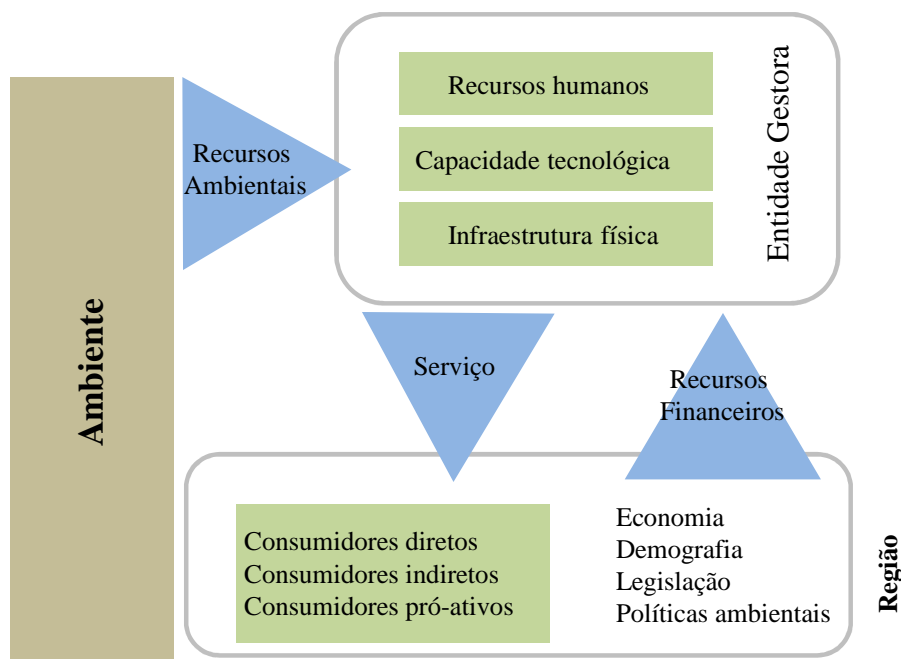 Recursos humanos
Capacidade tecnológica
Infraestrutura física
Entidade Gestora
Recursos
Ambientais
Ambiente
Serviço
Recursos
Financeiros
Consumidores diretos
Consumidores indiretos
Consumidores pró-ativos
Economia
Demografia
Legislação
Políticas ambientais
Região